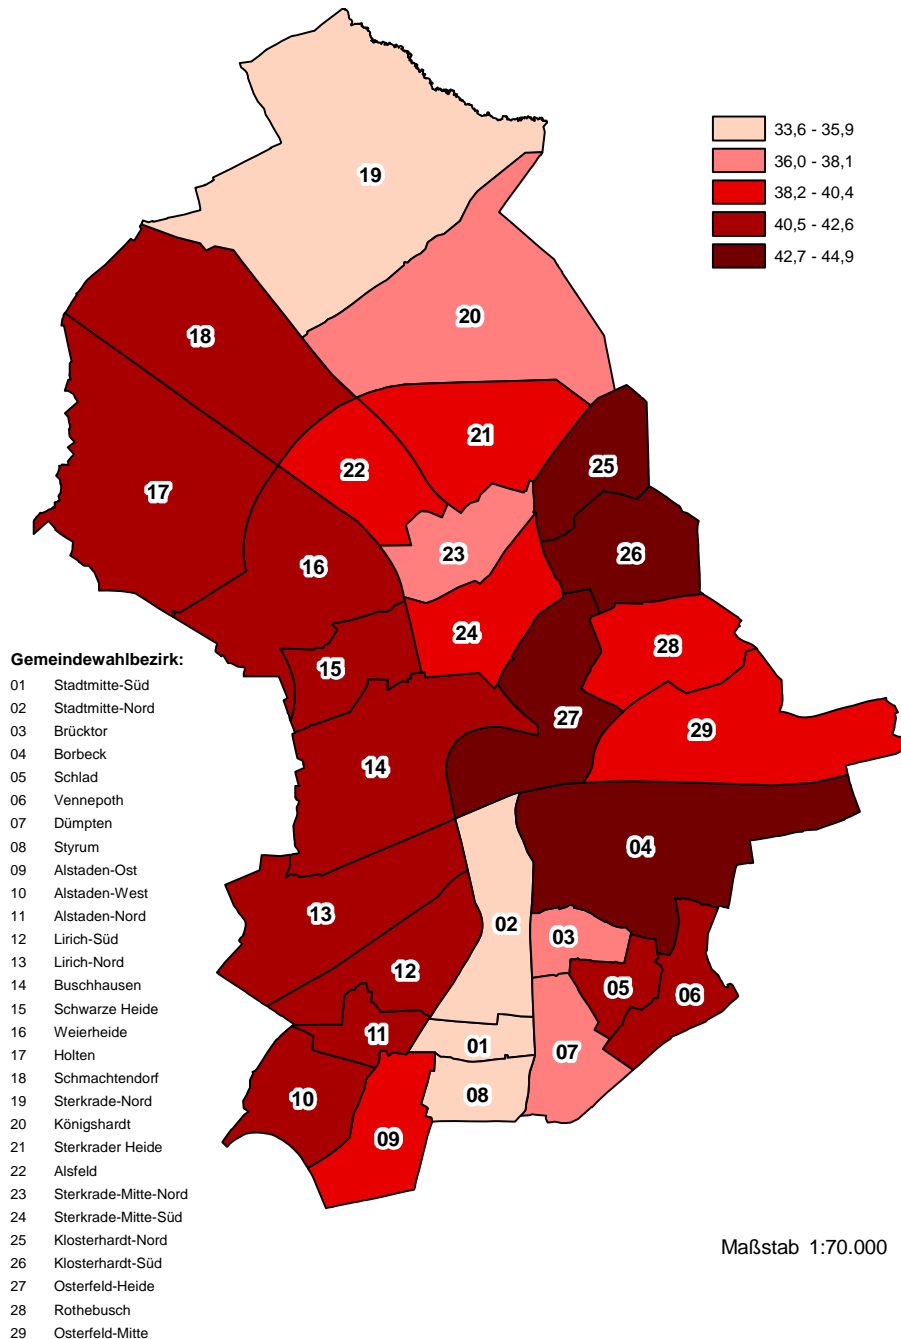 33,6 - 35,9
36,0 - 38,1
38,2 - 40,4
40,5 - 42,6
42,7 - 44,9
19
20
18
21
22
25
17
23
26
16
24
28
15
27
29
14
04
13
02
03
12
05
06
11
01
07
10
08
09
Gemeindewahlbezirk:
01 Stadtmitte-Süd
02 Stadtmitte-Nord
03 Brücktor
04 Borbeck
05 Schlad
06 Vennepoth
07 Dümpten
08 Styrum
09 Alstaden-Ost
10 Alstaden-West
11 Alstaden-Nord
12 Lirich-Süd
13 Lirich-Nord
14 Buschhausen
15 Schwarze Heide
16 Weierheide
17 Holten
18 Schmachtendorf
19 Sterkrade-Nord
20 Königshardt
21 Sterkrader Heide
22 Alsfeld
23 Sterkrade-Mitte-Nord
24 Sterkrade-Mitte-Süd
25 Klosterhardt-Nord
26 Klosterhardt-Süd
27 Osterfeld-Heide
28 Rothebusch
29 Osterfeld-Mitte
Maßstab 1:70.000